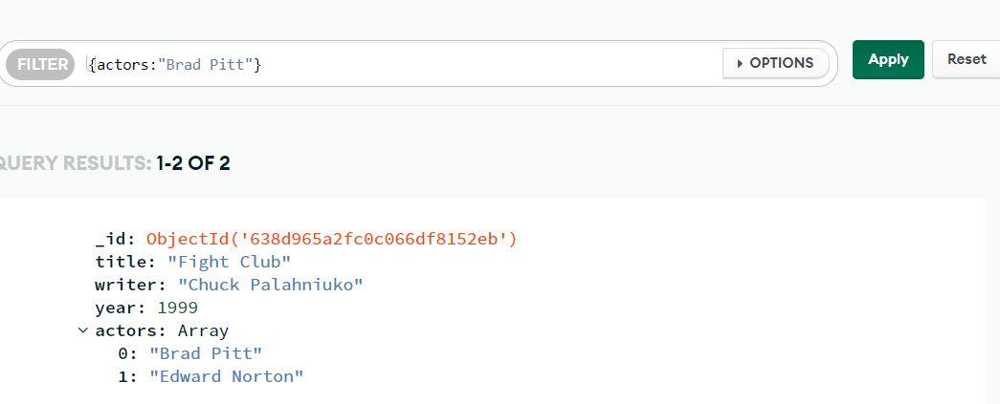 FILTER {actors:"Brad Pitt"} OPTIONS Apply Reset
QUERY RESULTS: 1-2 OF 2
_id: ObjectId('638d965a2fc0c066df8152eb')
title: "Fight Club"
writer: "Chuck Palahniuko"
year: 1999
actors: Array
0: "Brad Pitt"
1: "Edward Norton"